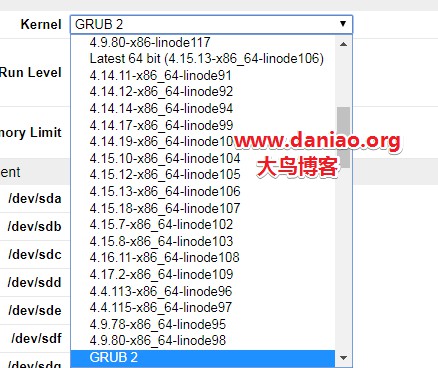 Kernel GRUB 2
4.9.80-x86-linode117
Latest 64 bit (4.15.13-x86_64-linode106)
Run Level
4.14.11-x86_64-linode91
4.14.12-x86_64-linode92
4.14.14-x86_64-linode94
4.14.17-x86_64-linode99
mory Limit
4.14.19-x86_64-linode10
www.daniao.org
4.15.10-x86_64-linode104
大鸟博客
4.15.12-x86_64-linode105
ent
4.15.13-x86_64-linode106
/dev/sda
4.15.18-x86_64-linode107
4.15.7-x86_64-linode102
/dev/sdb
4.15.8-x86_64-linode103
/dev/sdc
4.16.11-x86_64-linode108
4.17.2-x86_64-linode109
/dev/sdd
4.4.113-x86_64-linode96
/dev/sde
4.4.115-x86_64-linode97
4.9.78-x86_64-linode95
/dev/sdf
4.9.80-x86_64-linode98
GRUB 2
/dev/sdg